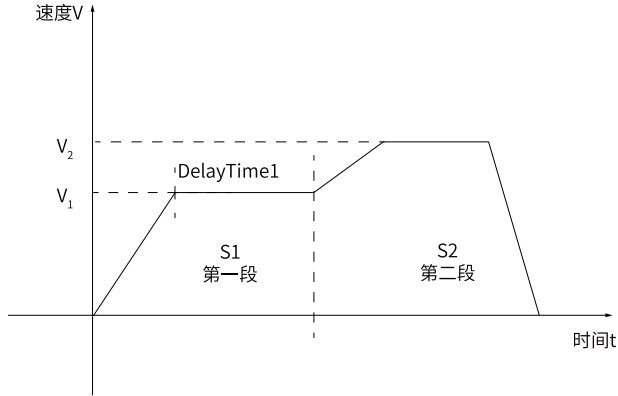 速度V
V2
DelayTime1
V1
S1
第一段
S2
第二段
时间t